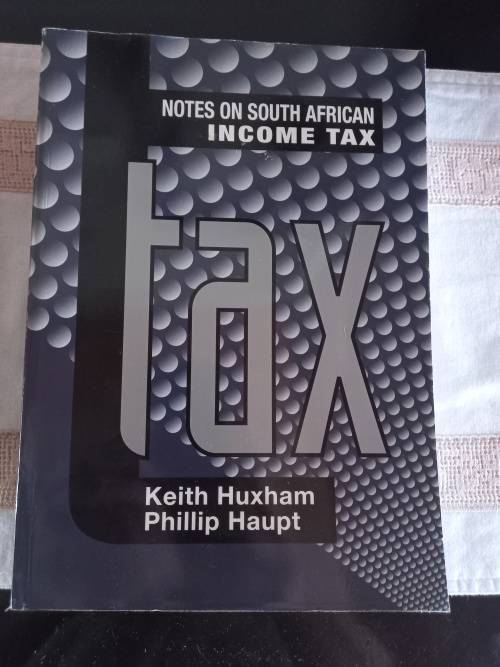 NOTES ON SOUTH AFRICAN
INCOME TAX
tax
Keith Huxham
Phillip Haupt